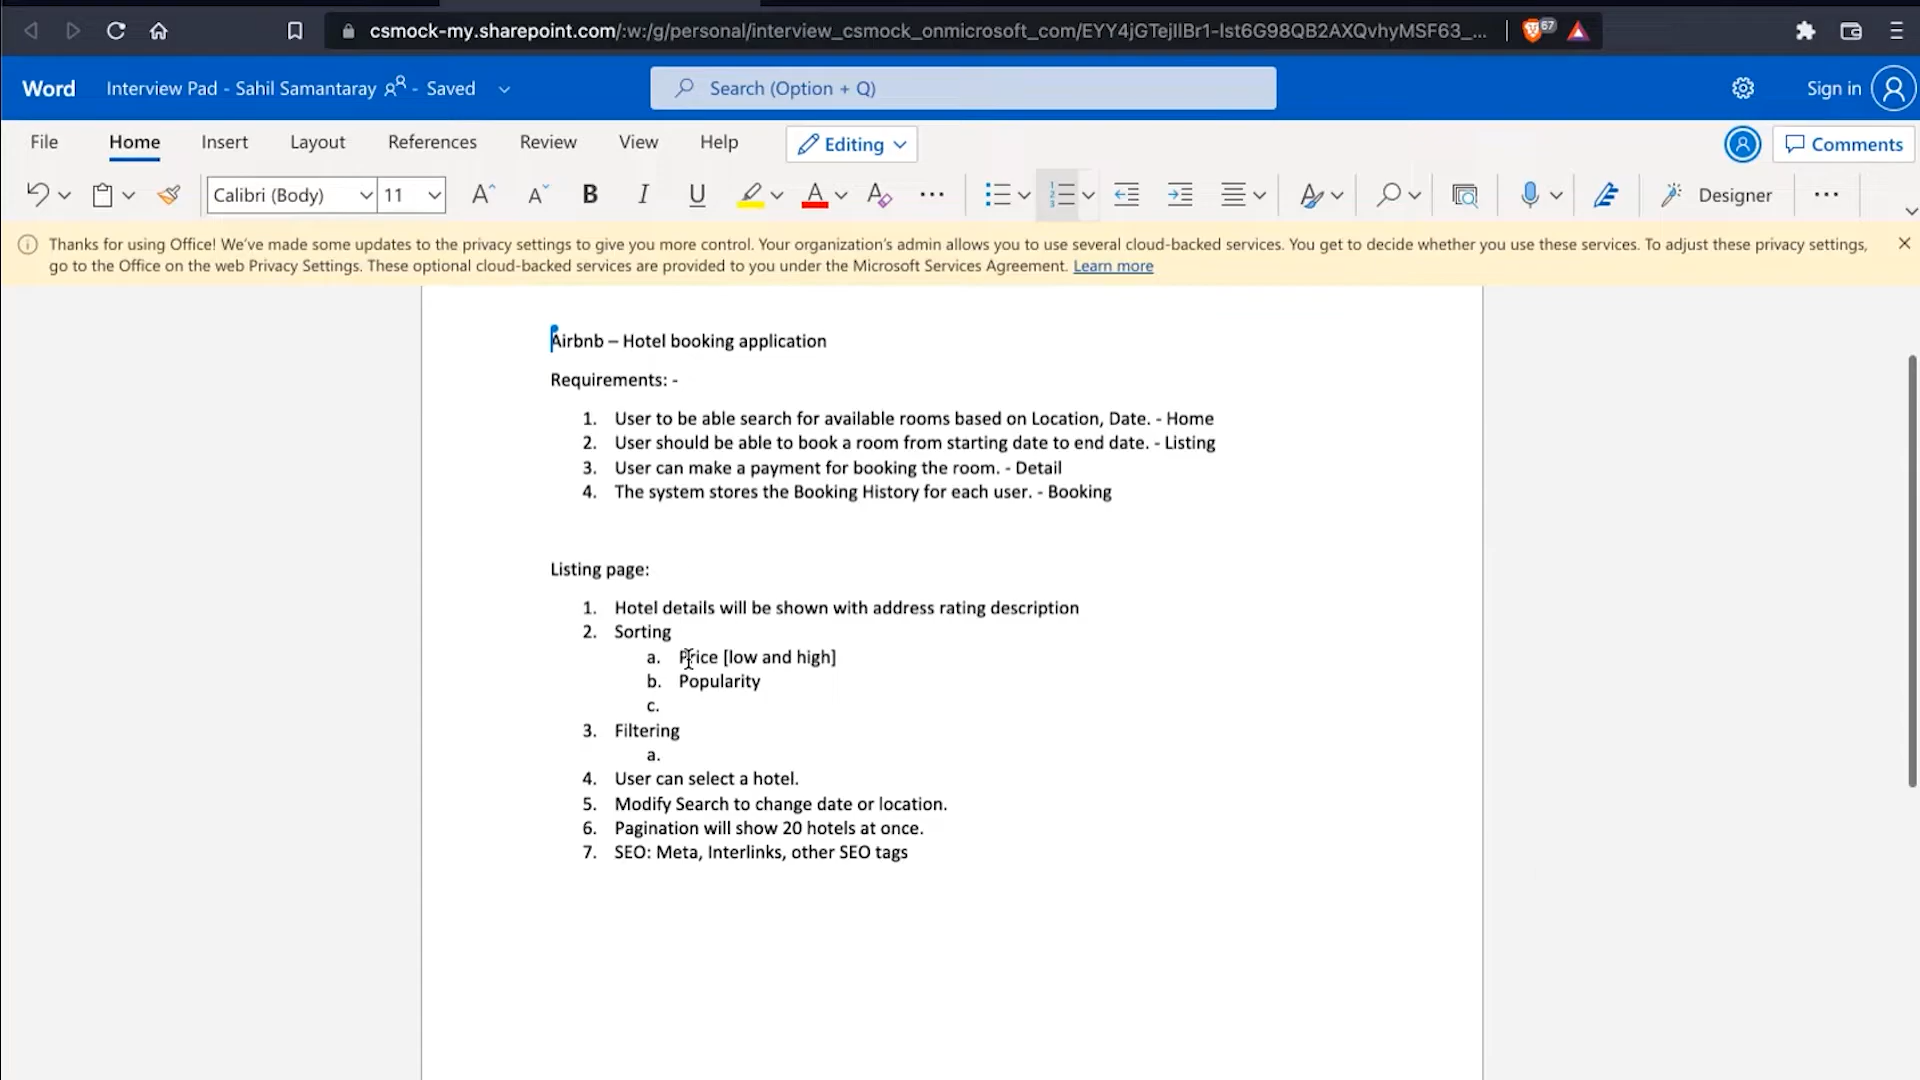 csmock-my.sharepoint.com/:w:/g/personal/interview_csmock_onmicrosoft_com/EYY4jGTejlIBr1-lst6G98QB2AXQvhyMSF63_...
67
Word
Interview Pad - Sahil Samantaray - Saved
Search (Option + Q)
Sign in
File Home Insert Layout References Review View Help Editing Comments
Calibri (Body) 11 Designer
Thanks for using Office! We've made some updates to the privacy settings to give you more control. Your organization's admin allows you to use several cloud-backed services. You get to decide whether you use these services. To adjust these privacy settings,
go to the Office on the web Privacy Settings. These optional cloud-backed services are provided to you under the Microsoft Services Agreement. Learn more
Airbnb – Hotel booking application
Requirements: -
1. User to be able search for available rooms based on Location, Date. - Home
2. User should be able to book a room from starting date to end date. - Listing
3. User can make a payment for booking the room. - Detail
4. The system stores the Booking History for each user. - Booking
Listing page:
1. Hotel details will be shown with address rating description
2. Sorting
a. Price [low and high]
b. Popularity
c.
3. Filtering
a.
4. User can select a hotel.
5. Modify Search to change date or location.
6. Pagination will show 20 hotels at once.
7. SEO: Meta, Interlinks, other SEO tags